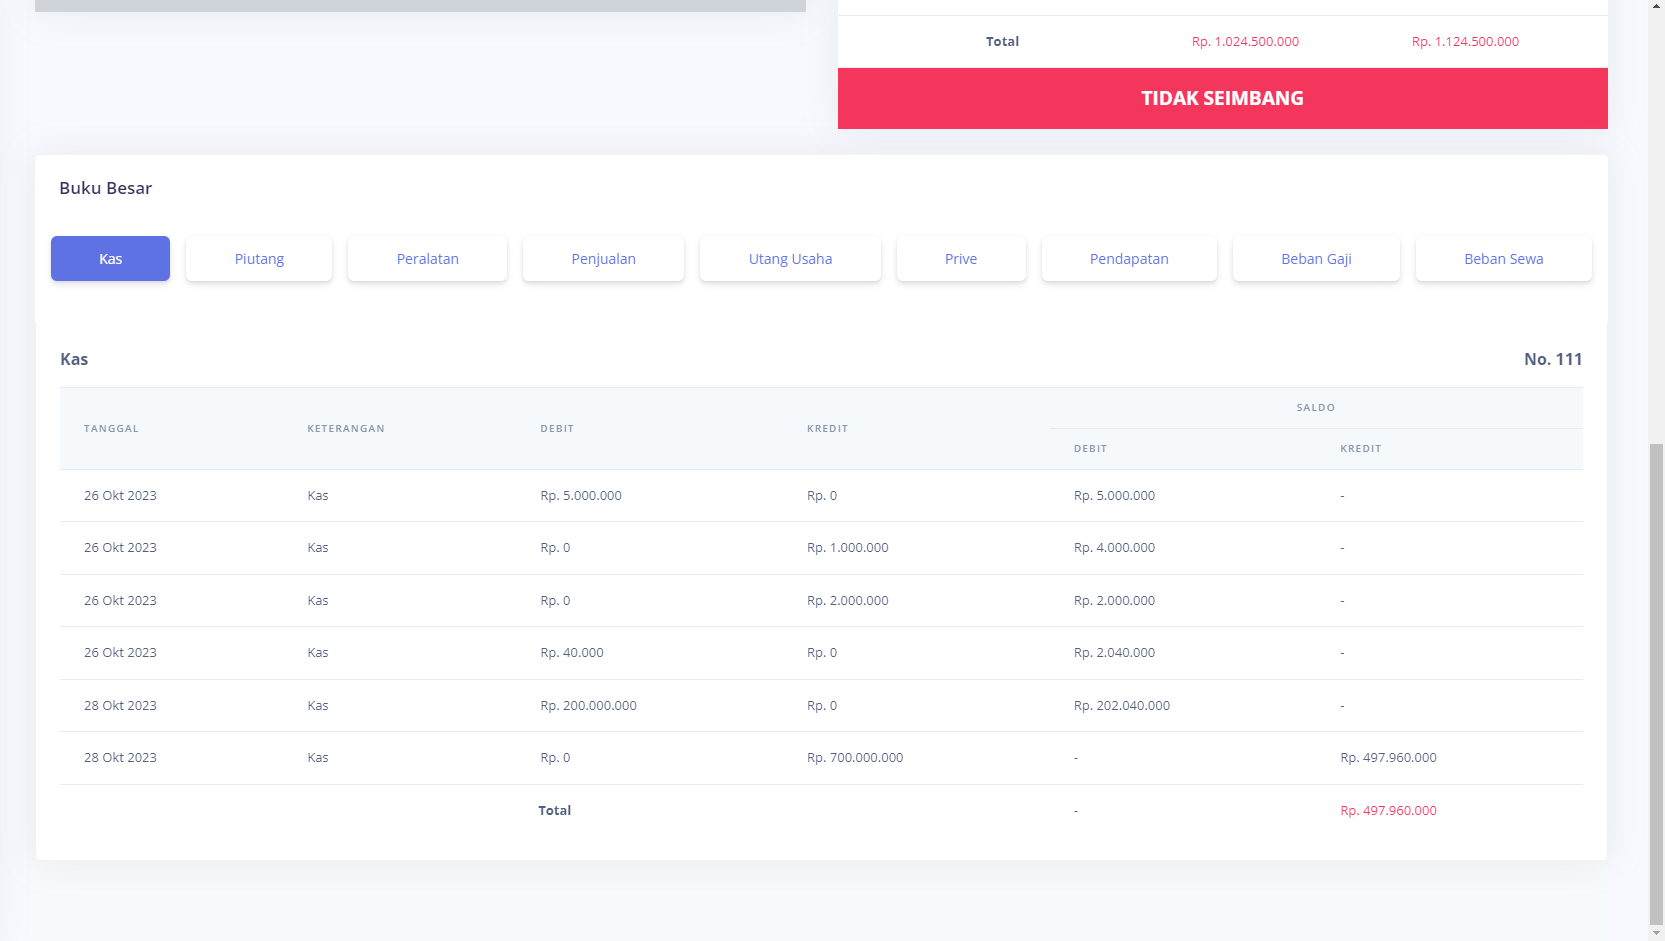 Total Rp. 1.024.500.000 Rp. 1.124.500.000
TIDAK SEIMBANG
Buku Besar
Kas Piutang Peralatan Penjualan Utang Usaha Prive Pendapatan Beban Gaji Beban Sewa
Kas No. 111
SALDO
TANGGAL KETERANGAN DEBIT KREDIT
DEBIT KREDIT
26 Okt 2023 Kas Rp. 5.000.000 Rp. 0 Rp. 5.000.000 -
26 Okt 2023 Kas Rp. 0 Rp. 1.000.000 Rp. 4.000.000 -
26 Okt 2023 Kas Rp. 0 Rp. 2.000.000 Rp. 2.000.000 -
26 Okt 2023 Kas Rp. 40.000 Rp. 0 Rp. 2.040.000 -
28 Okt 2023 Kas Rp. 200.000.000 Rp. 0 Rp. 202.040.000 -
28 Okt 2023 Kas Rp. 0 Rp. 700.000.000 - Rp. 497.960.000
Total - Rp. 497.960.000